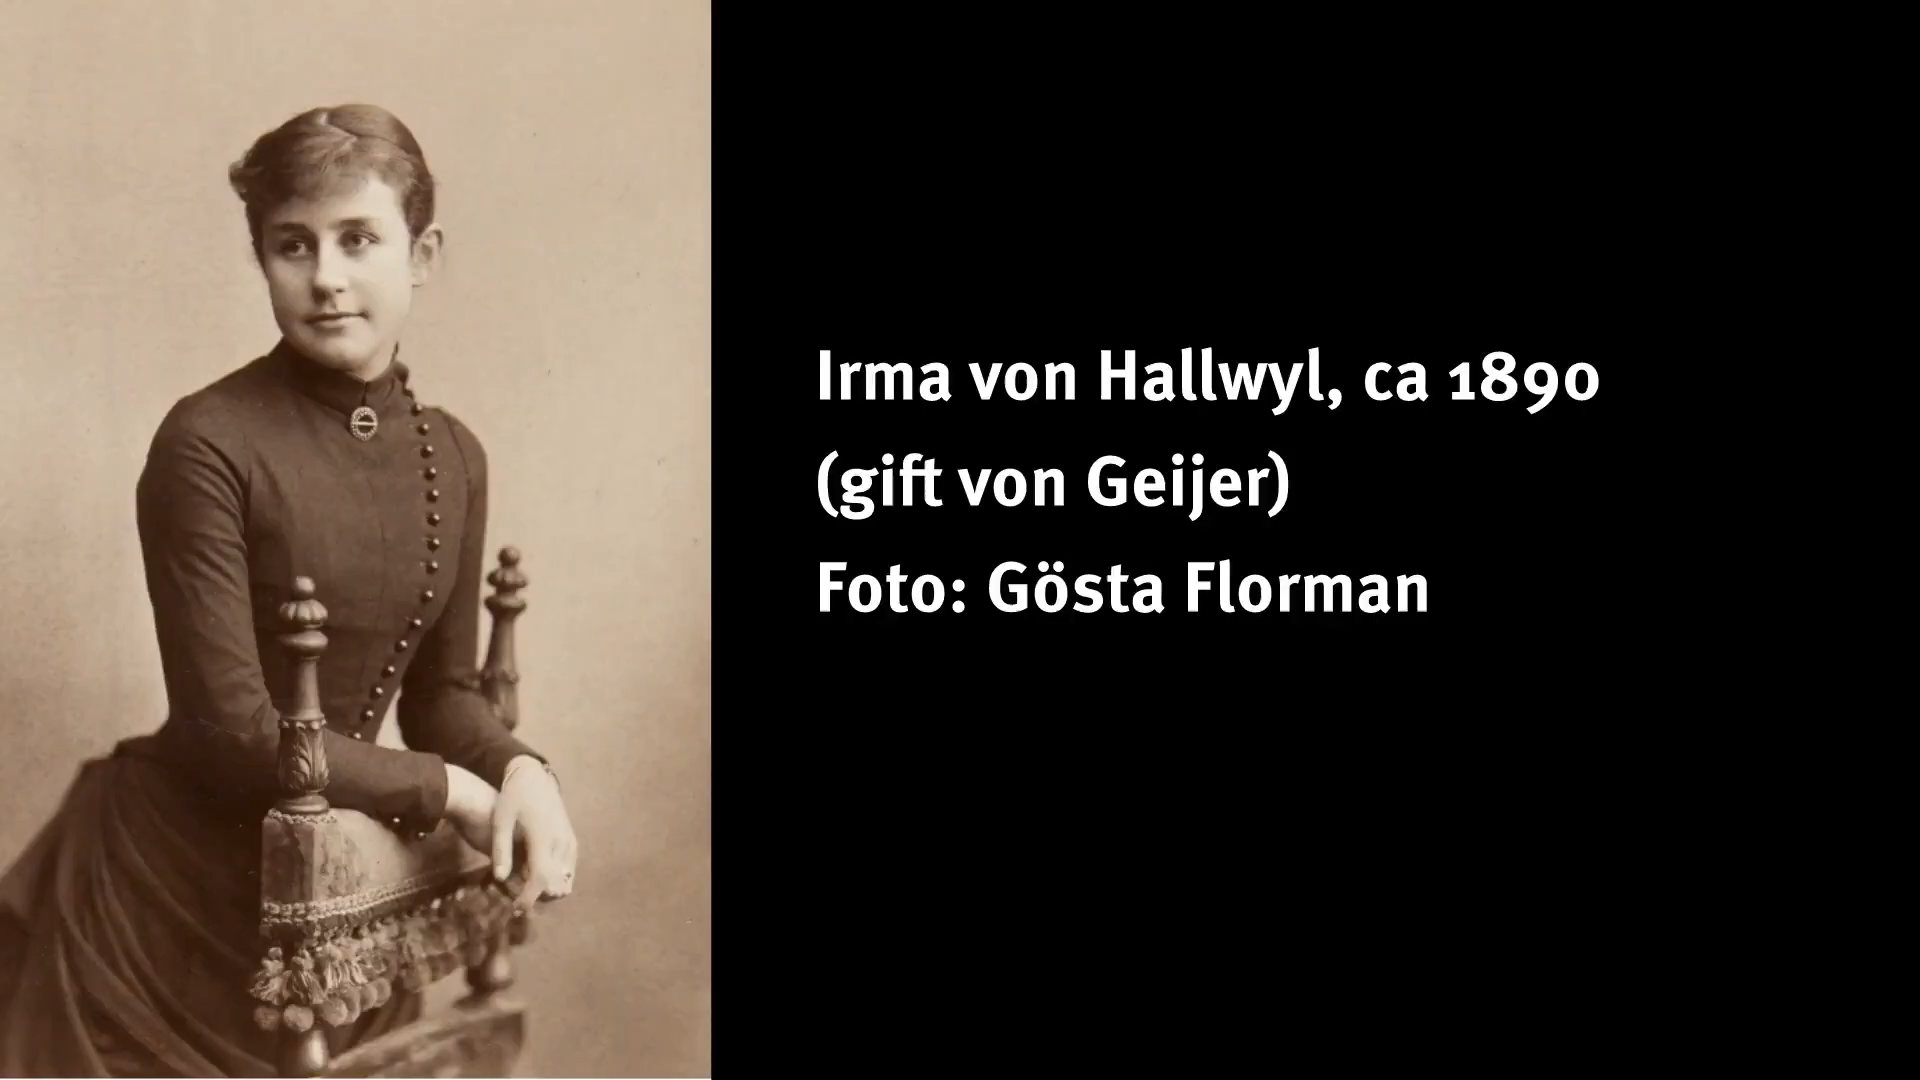 Irma von Hallwyl, ca 1890
(gift von Geijer)
Foto: Gösta Florman